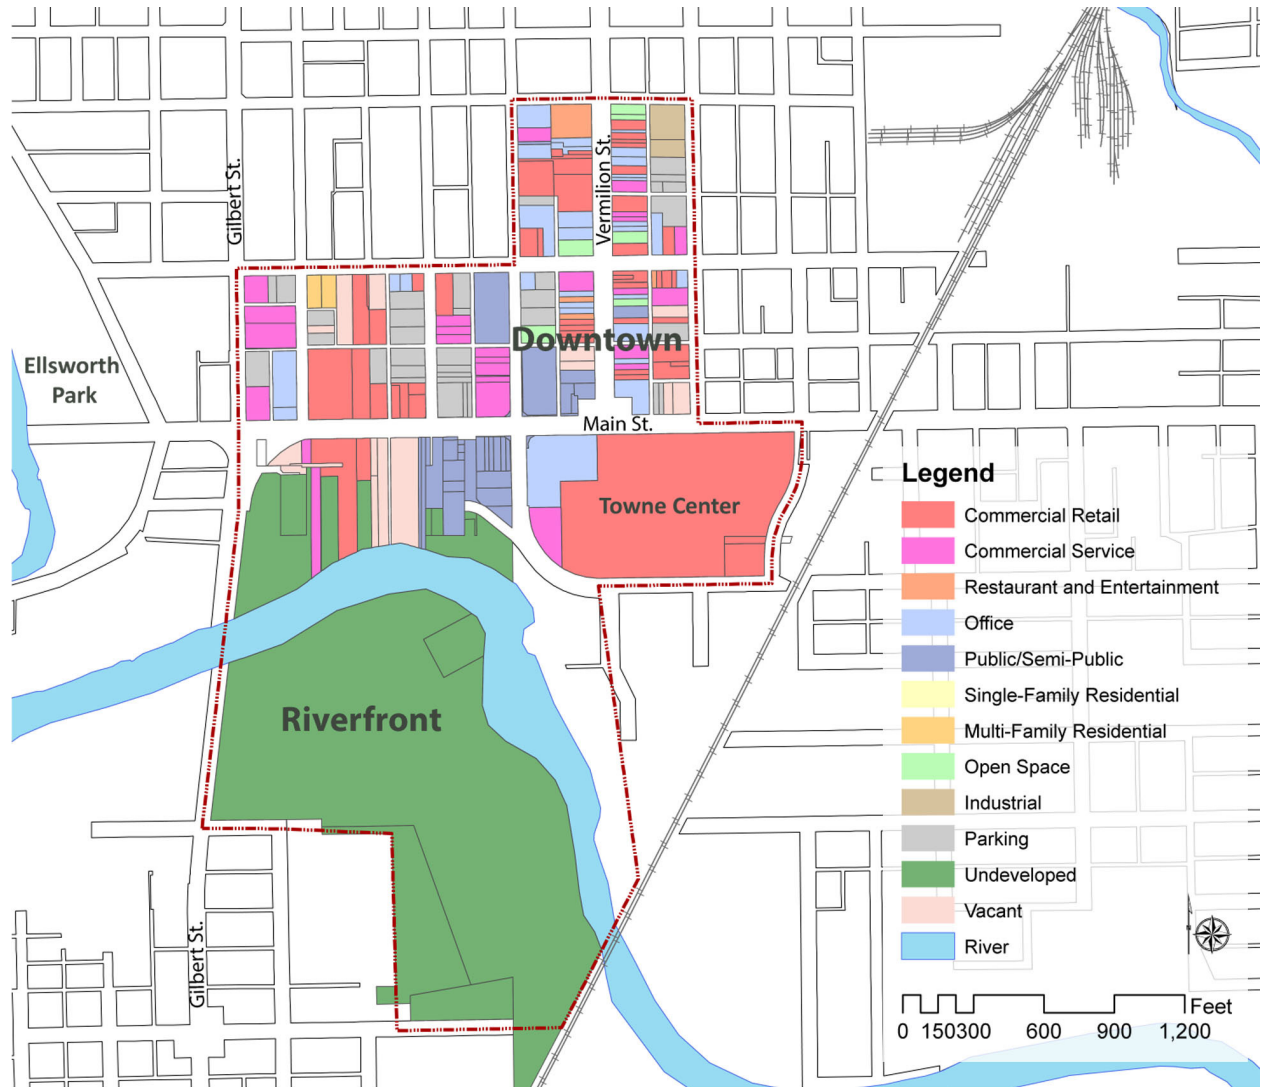 Gilbert St.
Vermilion St.
Ellsworth
Park
Downtown
Main St.
Towne Center
Riverfront
Gilbert St.
Legend
Commercial Retail
Commercial Service
Restaurant and Entertainment
Office
Public/Semi-Public
Single-Family Residential
Multi-Family Residential
Open Space
Industrial
Parking
Undeveloped
Vacant
River
Feet
0 150300 600 900 1,200